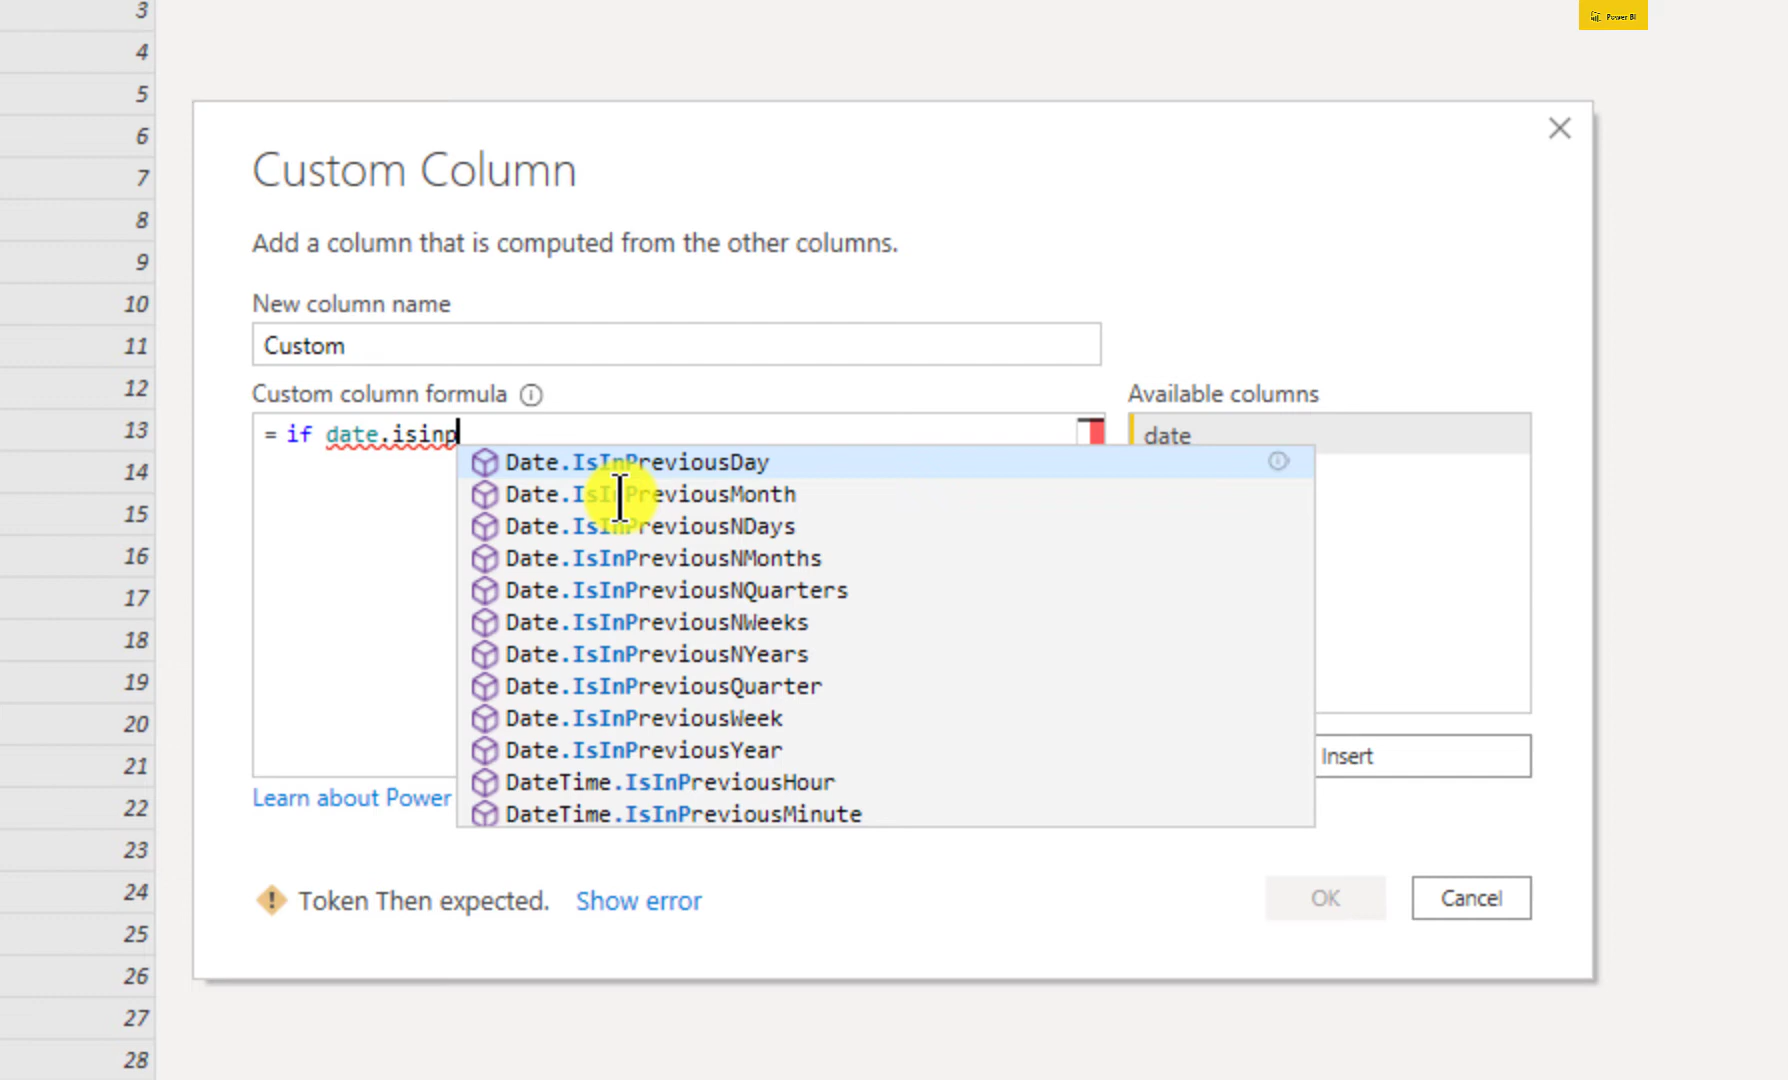 Power BI
3
4
5
6
7
8
9
10
11
12
13
14
15
16
17
18
19
20
21
22
23
24
25
26
27
28
Custom Column
Add a column that is computed from the other columns.
New column name
Custom
Custom column formula
Available columns
= if date.isinp
date
Date.IsInPreviousDay
Date.IsInPreviousMonth
Date.IsInPreviousNDays
Date.IsInPreviousNMonths
Date.IsInPreviousNQuarters
Date.IsInPreviousNWeeks
Date.IsInPreviousNYears
Date.IsInPreviousQuarter
Date.IsInPreviousWeek
Date.IsInPreviousYear
DateTime.IsInPreviousHour
DateTime.IsInPreviousMinute
Insert
Learn about Power
Token Then expected. Show error
OK
Cancel